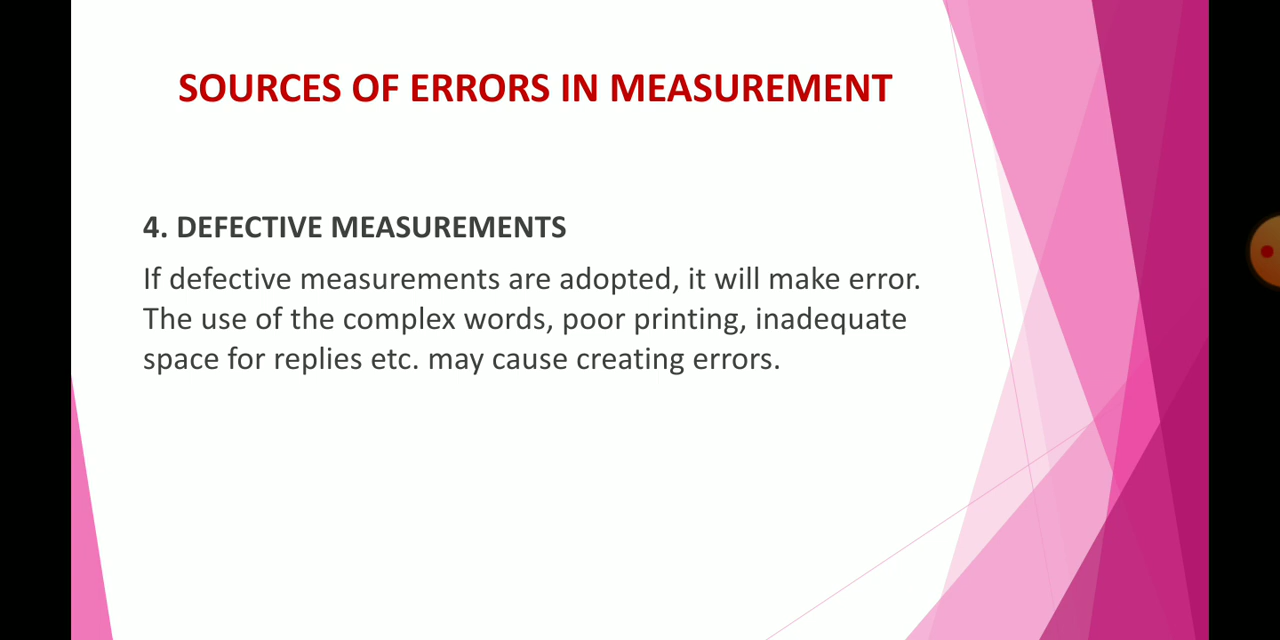 SOURCES OF ERRORS IN MEASUREMENT
4. DEFECTIVE MEASUREMENTS
If defective measurements are adopted, it will make error.
The use of the complex words, poor printing, inadequate
space for replies etc. may cause creating errors.